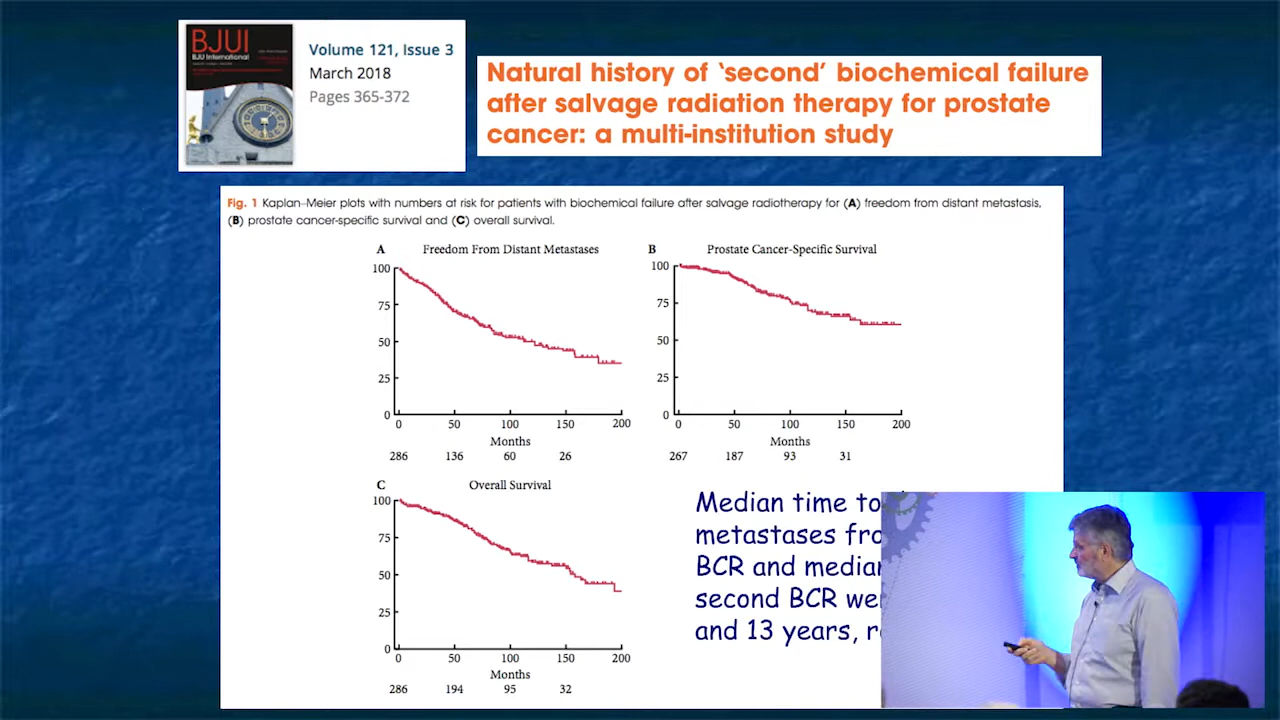 BJUI
BJU International
Volume 121, Issue 3
March 2018
Pages 365-372
Natural history of ‘second’ biochemical failure
after salvage radiation therapy for prostate
cancer: a multi-institution study
Fig. 1 Kaplan–Meier plots with numbers at risk for patients with biochemical failure after salvage radiotherapy for (A) freedom from distant metastasis,
(B) prostate cancer-specific survival and (C) overall survival.
A Freedom From Distant Metastases
100
75
50
25
0
0 50 100 150 200
Months
286 136 60 26
B Prostate Cancer-Specific Survival
100
75
50
25
0
0 50 100 150 200
Months
267 187 93 31
C Overall Survival
100
75
50
25
0
0 50 100 150 200
Months
286 194 95 32
Median time to
metastases fro
BCR and median
second BCR we
and 13 years, r